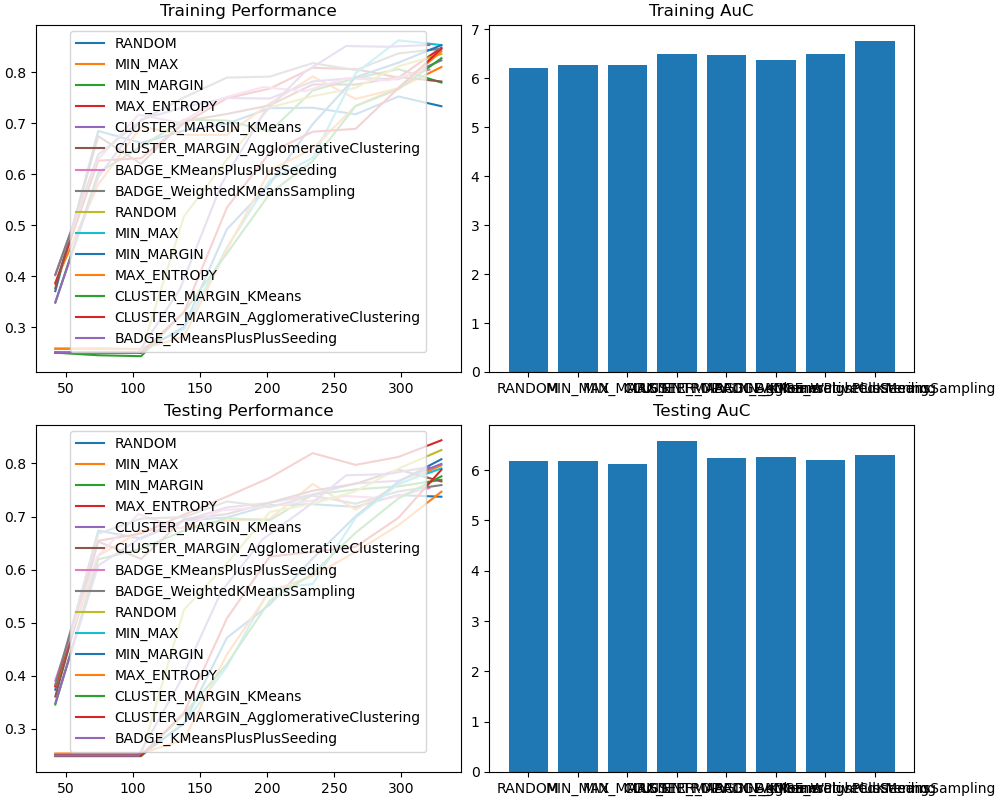 Training Performance
0.8
0.7
0.6
0.5
0.4
0.3
50 100 150 200 250 300
RANDOM
MIN_MAX
MIN_MARGIN
MAX_ENTROPY
CLUSTER_MARGIN_KMeans
CLUSTER_MARGIN_AgglomerativeClustering
BADGE_KMeansPlusPlusSeeding
BADGE_WeightedKMeansSampling
RANDOM
MIN_MAX
MIN_MARGIN
MAX_ENTROPY
CLUSTER_MARGIN_KMeans
CLUSTER_MARGIN_AgglomerativeClustering
BADGE_KMeansPlusPlusSeeding
Training AuC
7
6
5
4
3
2
1
0
RANDOM
Testing Performance
0.8
0.7
0.6
0.5
0.4
0.3
50 100 150 200 250 300
RANDOM
MIN_MAX
MIN_MARGIN
MAX_ENTROPY
CLUSTER_MARGIN_KMeans
CLUSTER_MARGIN_AgglomerativeClustering
BADGE_KMeansPlusPlusSeeding
BADGE_WeightedKMeansSampling
RANDOM
MIN_MAX
MIN_MARGIN
MAX_ENTROPY
CLUSTER_MARGIN_KMeans
CLUSTER_MARGIN_AgglomerativeClustering
BADGE_KMeansPlusPlusSeeding
Testing AuC
6
5
4
3
2
1
0
RANDOM